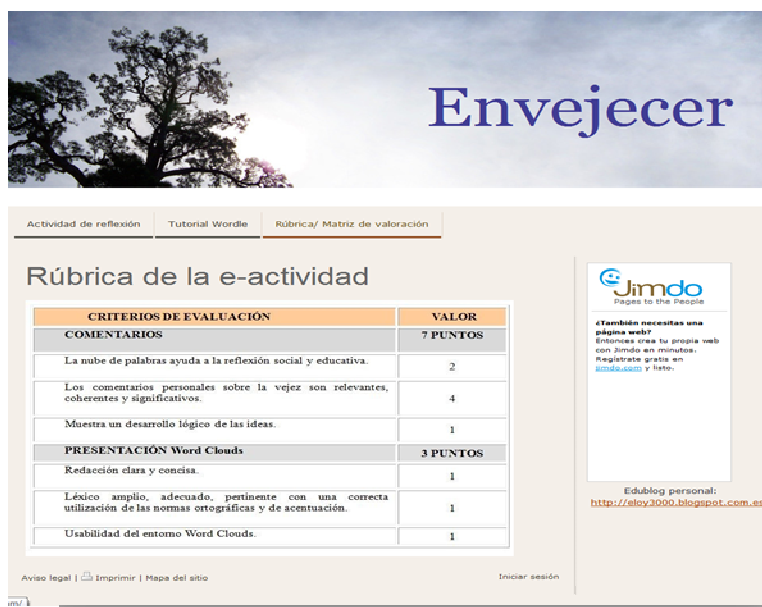 Envejecer
Actividad de reflexión
Tutorial Wordle
Rúbrica/ Matriz de valoración
Rúbrica de la e-actividad
CRITERIOS DE EVALUACIÓN VALOR
COMENTARIOS 7 PUNTOS
La nube de palabras ayuda a la reflexión social y educativa. 2
Los comentarios personales sobre la vejez son relevantes,
coherentes y significativos. 4
Muestra un desarrollo lógico de las ideas. 1
PRESENTACIÓN Word Clouds 3 PUNTOS
Redacción clara y concisa. 1
Léxico amplio, adecuado, pertinente con una correcta
utilización de las normas ortográficas y de acentuación. 1
Usabilidad del entorno Word Clouds. 1
Jimdo
Pages to the People
¿También necesitas una
página web?
Entonces crea tu propia web
con Jimdo en minutos.
Regístrate gratis en
jimdo.com y listo.
Edublog personal:
http://eloy3000.blogspot.com.es
Aviso legal | Imprimir | Mapa del sitio
Iniciar sesión
om/